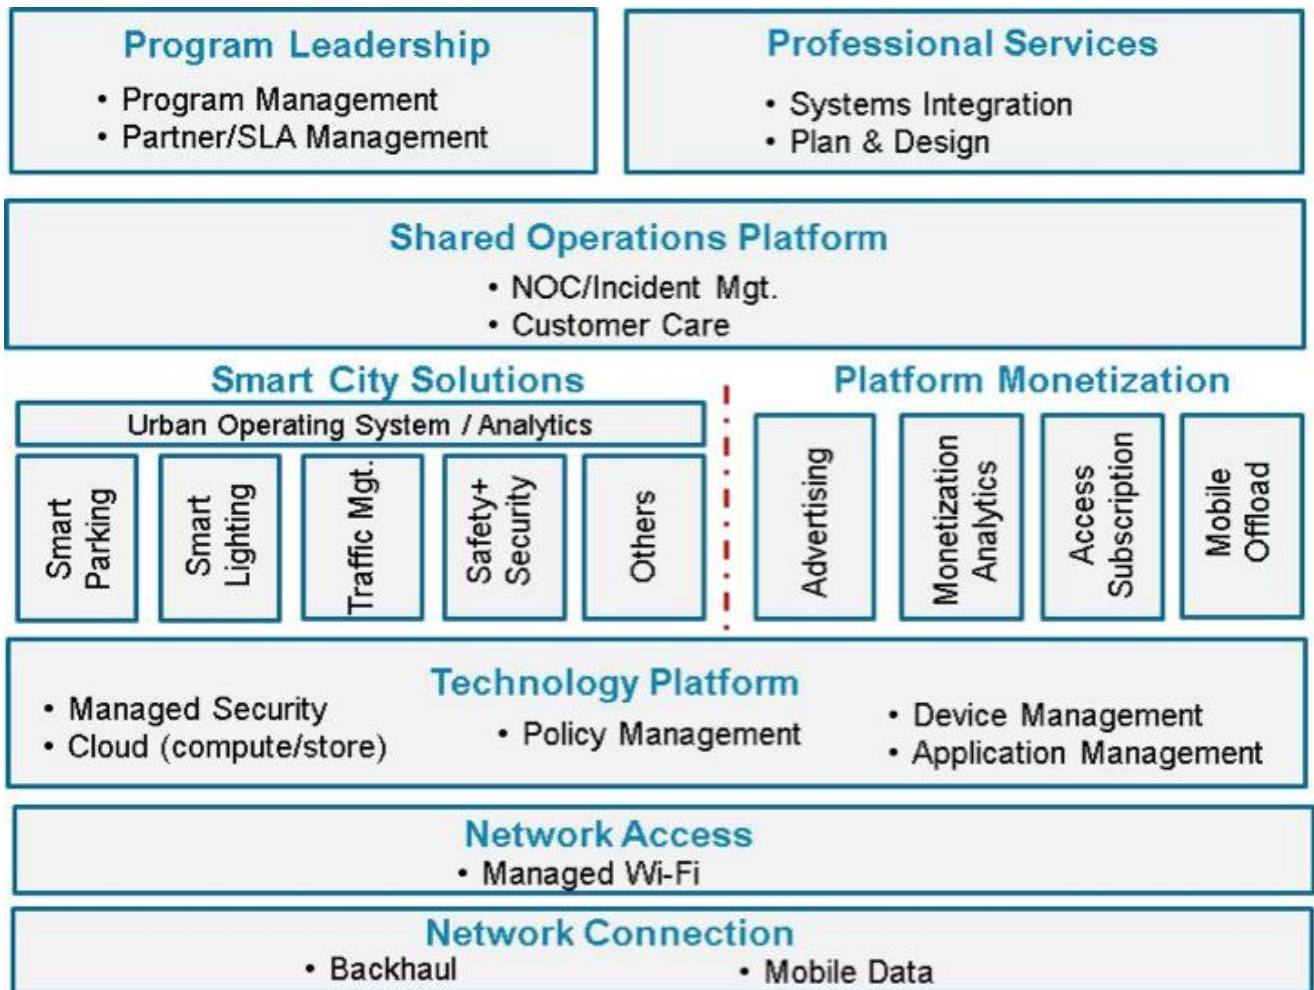 Program Leadership
• Program Management
• Partner/SLA Management
Professional Services
• Systems Integration
• Plan & Design
Shared Operations Platform
• NOC/Incident Mgt.
• Customer Care
Smart City Solutions
Urban Operating System / Analytics
Smart
Parking
Smart
Lighting
Traffic Mgt.
Safety+
Security
Others
Platform Monetization
Advertising
Monetization
Analytics
Access
Subscription
Mobile
Offload
Technology Platform
• Managed Security
• Cloud (compute/store)
• Policy Management
• Device Management
• Application Management
Network Access
• Managed Wi-Fi
Network Connection
• Backhaul
• Mobile Data